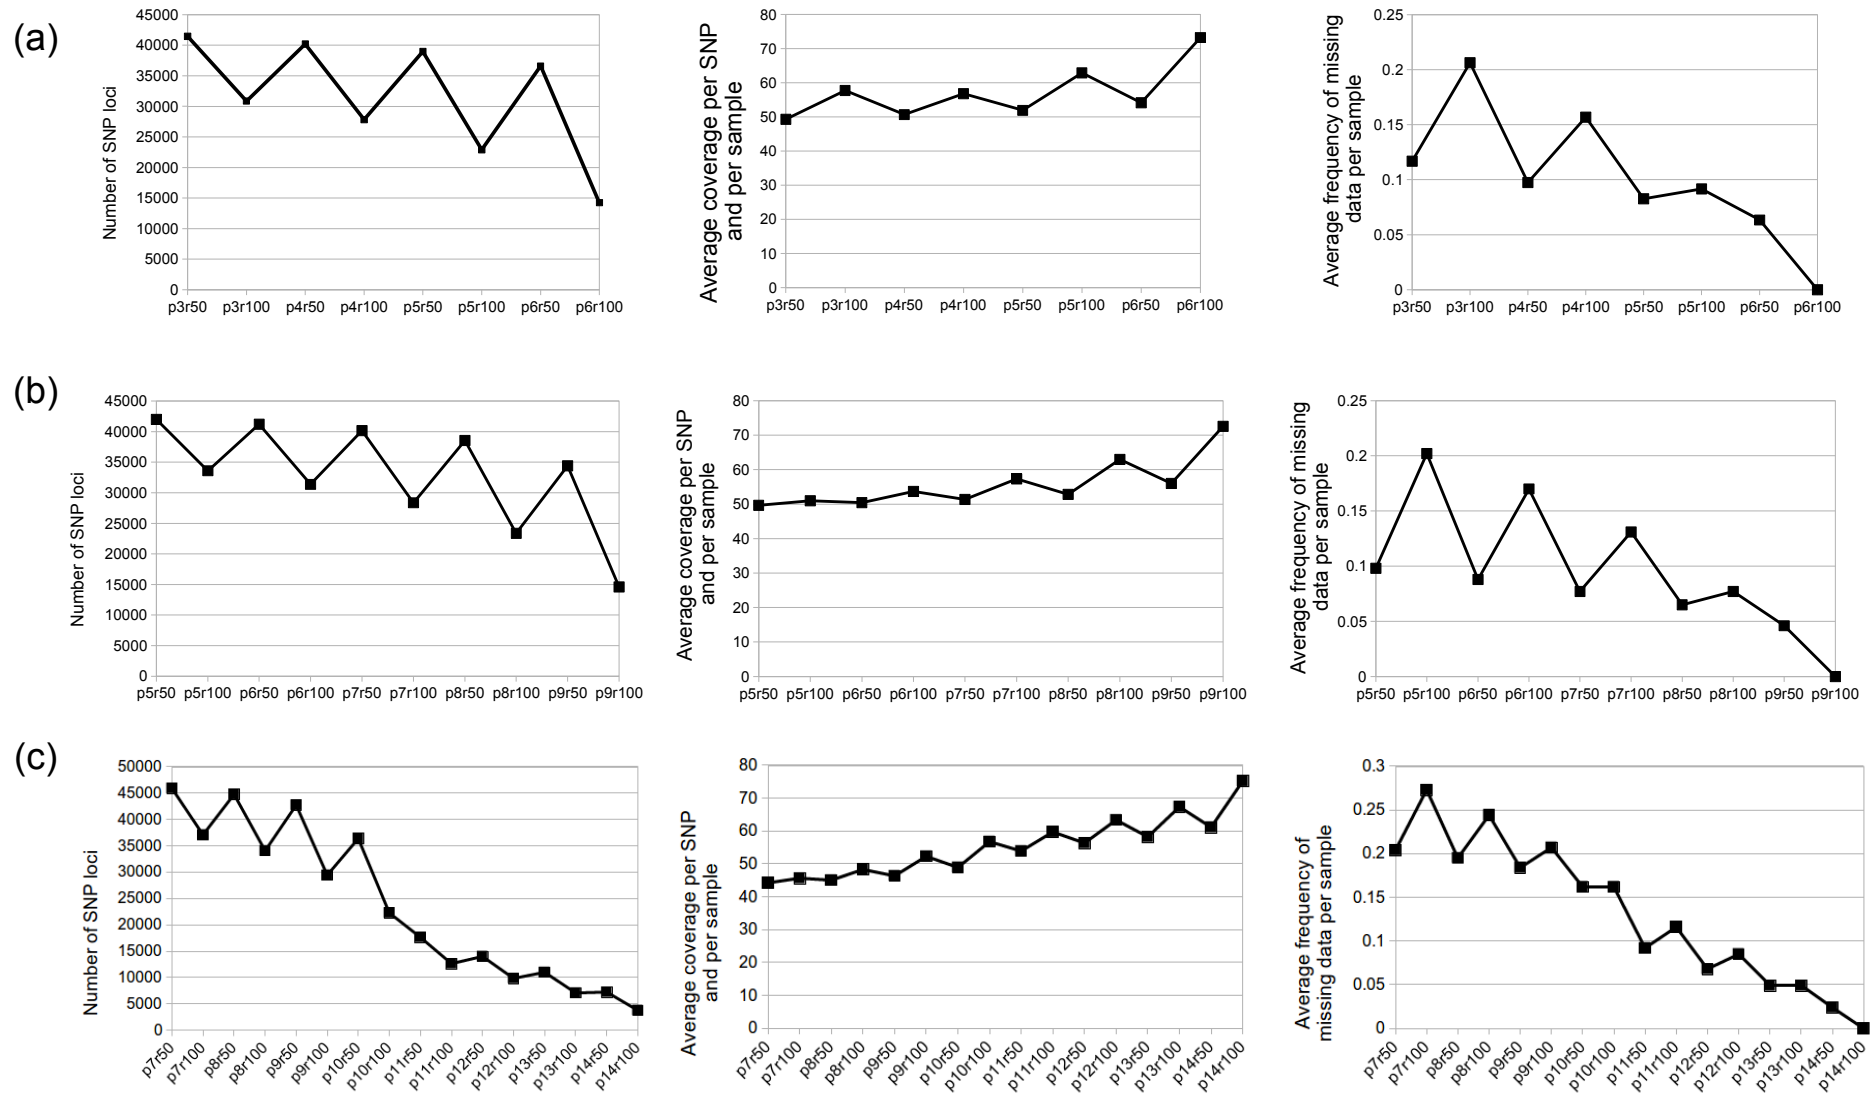 (a)
Number of SNP loci
45000
40000
35000
30000
25000
20000
15000
10000
5000
0
p3r50 p3r100 p4r50 p4r100 p5r50 p5r100 p6r50 p6r100
Average coverage per SNP
and per sample
80
70
60
50
40
30
20
10
0
p3r50 p3r100 p4r50 p4r100 p5r50 p5r100 p6r50 p6r100
Average frequency of missing
data per sample
0.25
0.2
0.15
0.1
0.05
0
p3r50 p3r100 p4r50 p4r100 p5r50 p5r100 p6r50 p6r100
(b)
Number of SNP loci
45000
40000
35000
30000
25000
20000
15000
10000
5000
0
p5r50 p5r100 p6r50 p6r100 p7r50 p7r100 p8r50 p8r100 p9r50 p9r100
Average coverage per SNP
and per sample
80
70
60
50
40
30
20
10
0
p5r50 p5r100 p6r50 p6r100 p7r50 p7r100 p8r50 p8r100 p9r50 p9r100
Average frequency of missing
data per sample
0.25
0.2
0.15
0.1
0.05
0
p5r50 p5r100 p6r50 p6r100 p7r50 p7r100 p8r50 p8r100 p9r50 p9r100
(c)
Number of SNP loci
50000
45000
40000
35000
30000
25000
20000
15000
10000
5000
0
p7r50 p7r100 p8r50 p8r100 p9r50 p9r100 p10r50 p10r100 p11r50 p11r100 p12r50 p12r100 p13r50 p13r100 p14r50 p14r100
Average coverage per SNP
and per sample
80
70
60
50
40
30
20
10
0
p7r50 p7r100 p8r50 p8r100 p9r50 p9r100 p10r50 p10r100 p11r50 p11r100 p12r50 p12r100 p13r50 p13r100 p14r50 p14r100
Average frequency of
missing data per sample
0.3
0.25
0.2
0.15
0.1
0.05
0
p7r50 p7r100 p8r50 p8r100 p9r50 p9r100 p10r50 p10r100 p11r50 p11r100 p12r50 p12r100 p13r50 p13r100 p14r50 p14r100